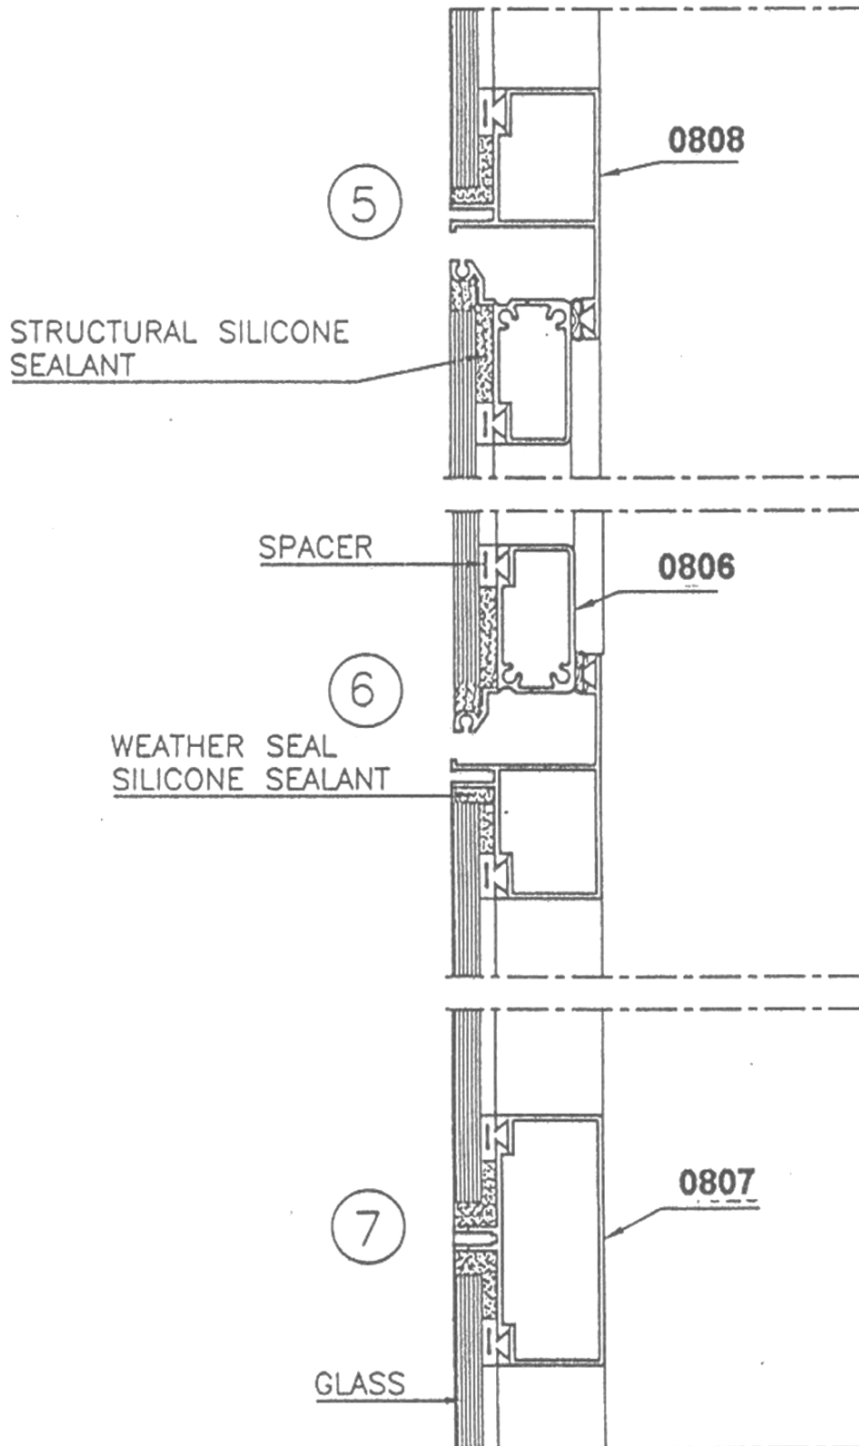 0808
5
STRUCTURAL SILICONE
SEALANT
SPACER
0806
6
WEATHER SEAL
SILICONE SEALANT
0807
7
GLASS